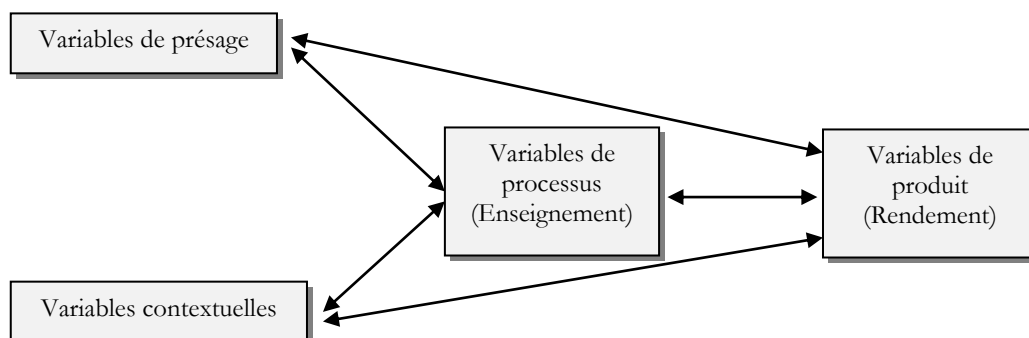 Variables de présage
Variables de
processus
(Enseignement)
Variables de
produit
(Rendement)
Variables contextuelles